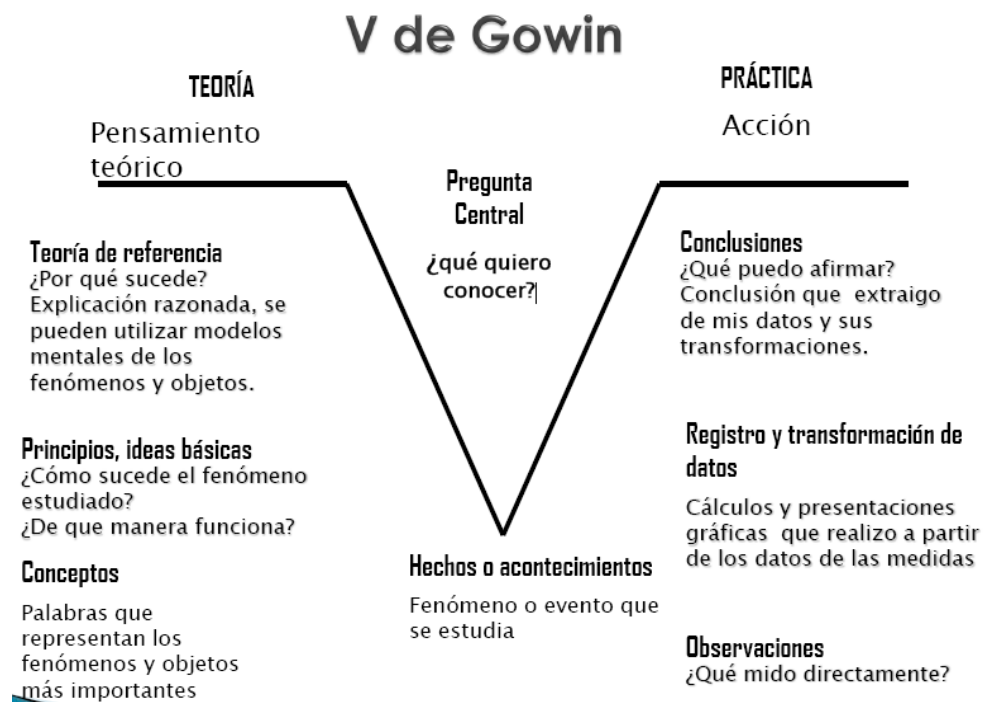 V de Gowin
TEORÍA
Pensamiento
teórico
PRÁCTICA
Acción
Pregunta
Central
¿qué quiero
conocer?
Teoría de referencia
¿Por qué sucede?
Explicación razonada, se
pueden utilizar modelos
mentales de los
fenómenos y objetos.
Principios, ideas básicas
¿Cómo sucede el fenómeno
estudiado?
¿De que manera funciona?
Conceptos
Palabras que
representan los
fenómenos y objetos
más importantes
Hechos o acontecimientos
Fenómeno o evento que
se estudia
Conclusiones
¿Qué puedo afirmar?
Conclusión que extraigo
de mis datos y sus
transformaciones.
Registro y transformación de
datos
Cálculos y presentaciones
gráficas que realizo a partir
de los datos de las medidas
Observaciones
¿Qué mido directamente?